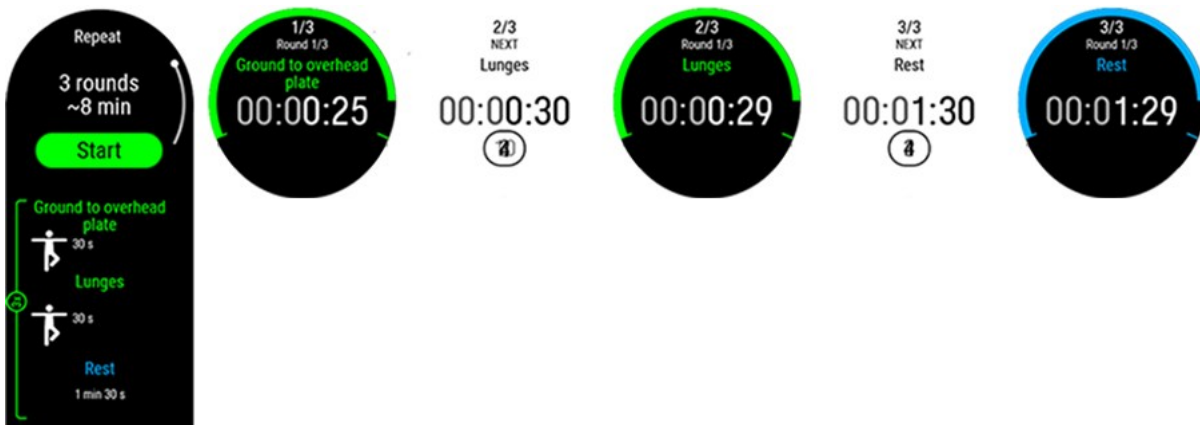 Repeat
3 rounds
~8 min
Start
Ground to overhead
plate
30 s
Lunges
30 s
Rest
1 min 30 s
1/3
Round 1/3
Ground to overhead
plate
00:00:25
2/3
NEXT
Lunges
00:00:30
2/3
Round 1/3
Lunges
00:00:29
3/3
NEXT
Rest
00:01:30
3/3
Round 1/3
Rest
00:01:29